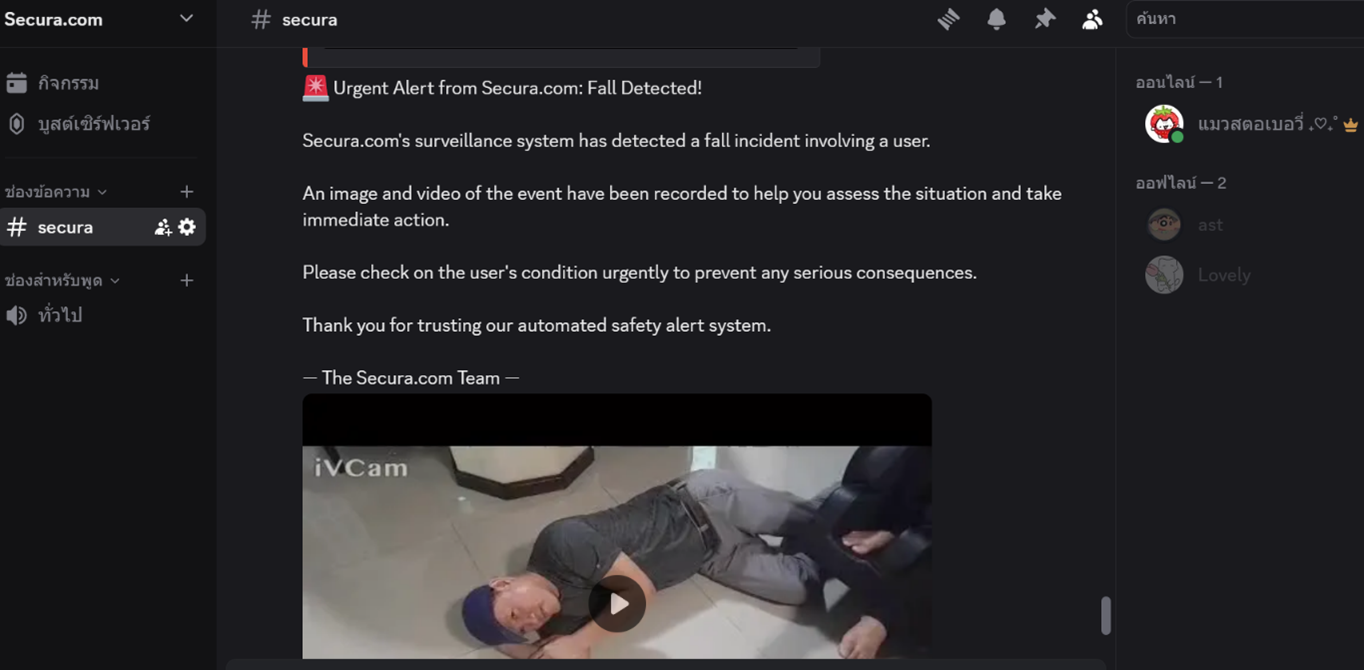 Secura.com
secura
ค้นหา
กิจกรรม
บูสต์เซิร์ฟเวอร์
ช่องข้อความ
secura
ช่องสำหรับพูด
ทั่วไป
Urgent Alert from Secura.com: Fall Detected!
Secura.com's surveillance system has detected a fall incident involving a user.
An image and video of the event have been recorded to help you assess the situation and take
immediate action.
Please check on the user's condition urgently to prevent any serious consequences.
Thank you for trusting our automated safety alert system.
— The Secura.com Team —
iVCam
ออนไลน์ — 1
แมวสตอเบอวี่ ₊♡₊˚
ออฟไลน์ — 2
ast
Lovely